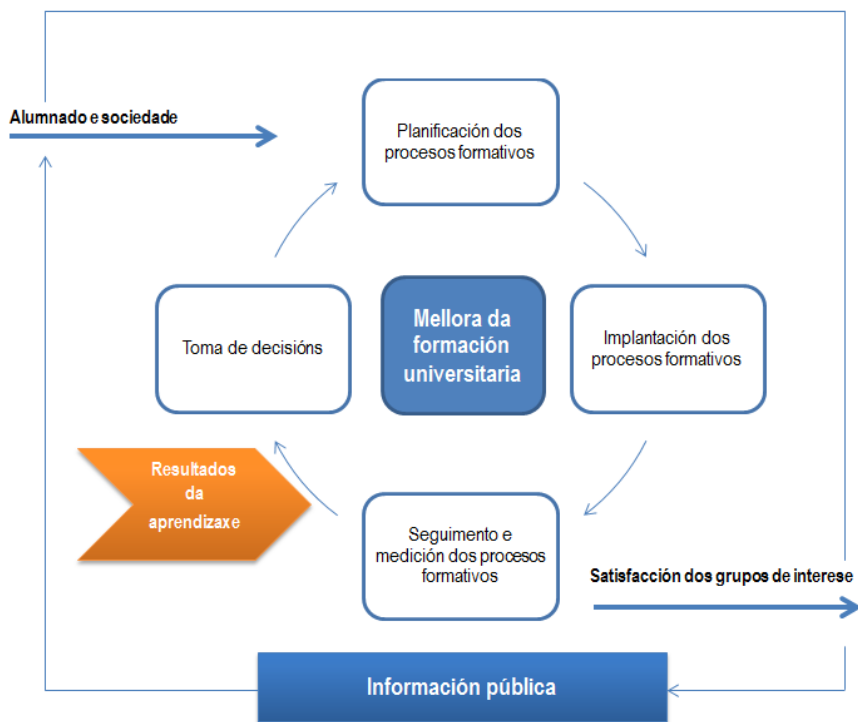 Alumnado e sociedade
Planificación dos
procesos formativos
Toma de decisións
Mellora da
formación
universitaria
Implantación dos
procesos formativos
Resultados
da
aprendizaxe
Seguimento e
medición dos procesos
formativos
Satisfacción dos grupos de interese
Información pública